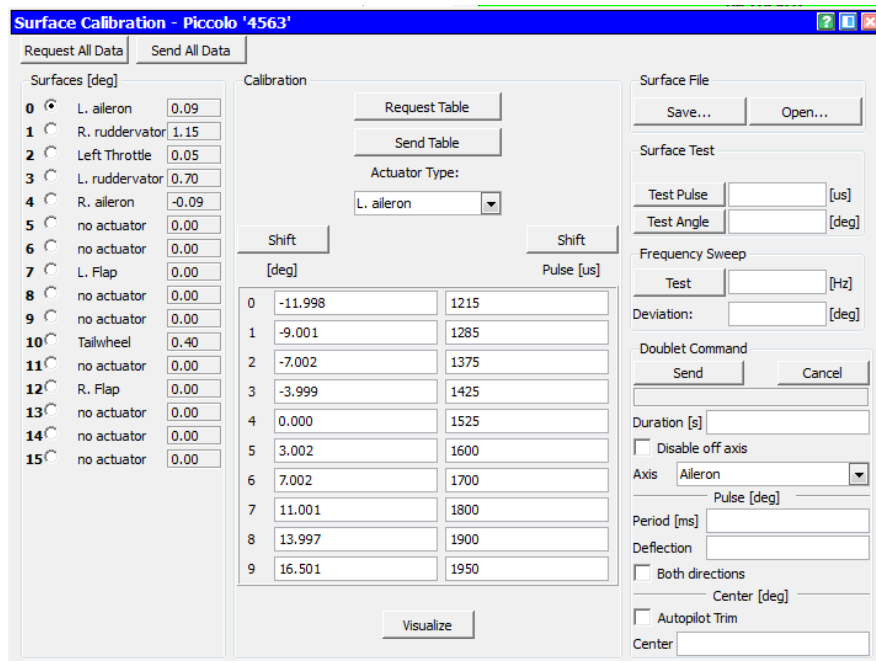 Surface Calibration - Piccolo '4563'
Request All Data Send All Data
Surfaces [deg]
0 L. aileron 0.09
1 R. ruddervator 1.15
2 Left Throttle 0.05
3 L. ruddervator 0.70
4 R. aileron -0.09
5 no actuator 0.00
6 no actuator 0.00
7 L. Flap 0.00
8 no actuator 0.00
9 no actuator 0.00
10 Tailwheel 0.40
11 no actuator 0.00
12 R. Flap 0.00
13 no actuator 0.00
14 no actuator 0.00
15 no actuator 0.00
Calibration
Request Table
Send Table
Actuator Type:
L. aileron
Shift Shift
[deg] Pulse [us]
0 -11.998 1215
1 -9.001 1285
2 -7.002 1375
3 -3.999 1425
4 0.000 1525
5 3.002 1600
6 7.002 1700
7 11.001 1800
8 13.997 1900
9 16.501 1950
Visualize
Surface File
Save... Open...
Surface Test
Test Pulse [us]
Test Angle [deg]
Frequency Sweep
Test [Hz]
Deviation: [deg]
Doublet Command
Send Cancel
Duration [s]
Disable off axis
Axis Aileron
Pulse [deg]
Period [ms]
Deflection
Both directions
Center [deg]
Autopilot Trim
Center